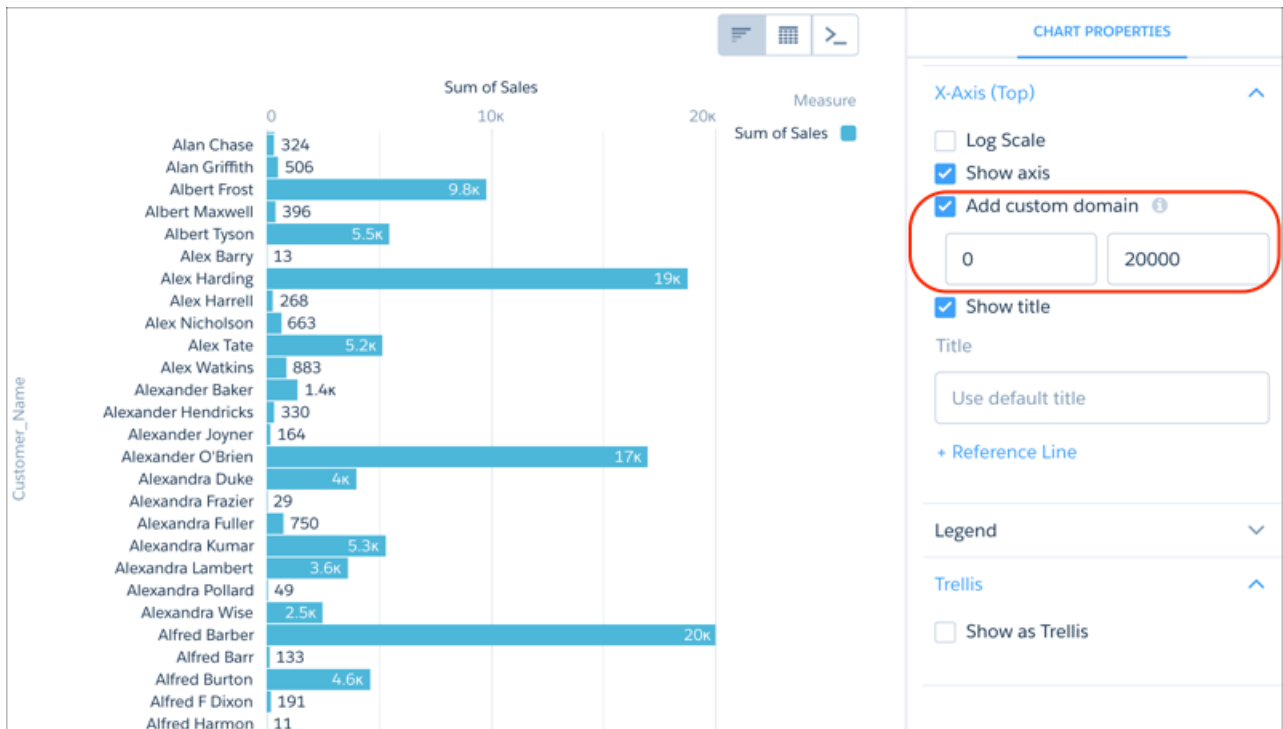 CHART PROPERTIES
Sum of Sales
0 10K 20K
Measure
Sum of Sales
Customer_Name
Alan Chase 324
Alan Griffith 506
Albert Frost 9.8K
Albert Maxwell 396
Albert Tyson 5.5K
Alex Barry 13
Alex Harding 19K
Alex Harrell 268
Alex Nicholson 663
Alex Tate 5.2K
Alex Watkins 883
Alexander Baker 1.4K
Alexander Hendricks 330
Alexander Joyner 164
Alexander O'Brien 17K
Alexandra Duke 4K
Alexandra Frazier 29
Alexandra Fuller 750
Alexandra Kumar 5.3K
Alexandra Lambert 3.6K
Alexandra Pollard 49
Alexandra Wise 2.5K
Alfred Barber 20K
Alfred Barr 133
Alfred Burton 4.6K
Alfred F Dixon 191
Alfred Harmon 11
X-Axis (Top)
Log Scale
Show axis
Add custom domain
0 20000
Show title
Title
Use default title
+ Reference Line
Legend
Trellis
Show as Trellis